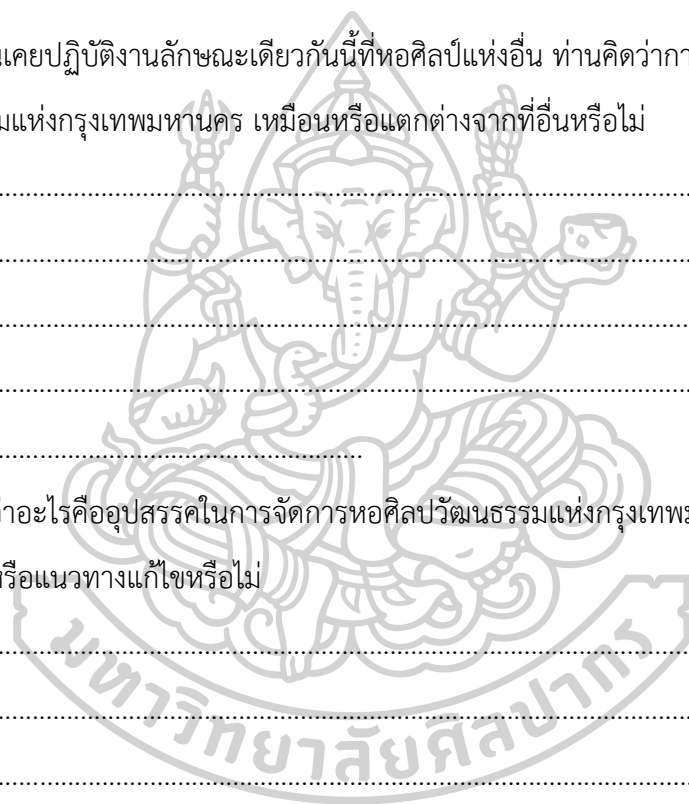 นเคยปฏิบัติงานลักษณะเดียวกันนี้ที่หอศิลป์แห่งอื่น ท่านคิดว่ากา
มแห่งกรุงเทพมหานคร เหมือนหรือแตกต่างจากที่อื่นหรือไม่
..........................................................................................
..........................................................................................
..........................................................................................
..........................................................................................
...............................................
ว่าอะไรคืออุปสรรคในการจัดการหอศิลปวัฒนธรรมแห่งกรุงเทพม
หรือแนวทางแก้ไขหรือไม่
..........................................................................................
..........................................................................................
..........................................................................................
มหาวิทยาลัยศิลปากร